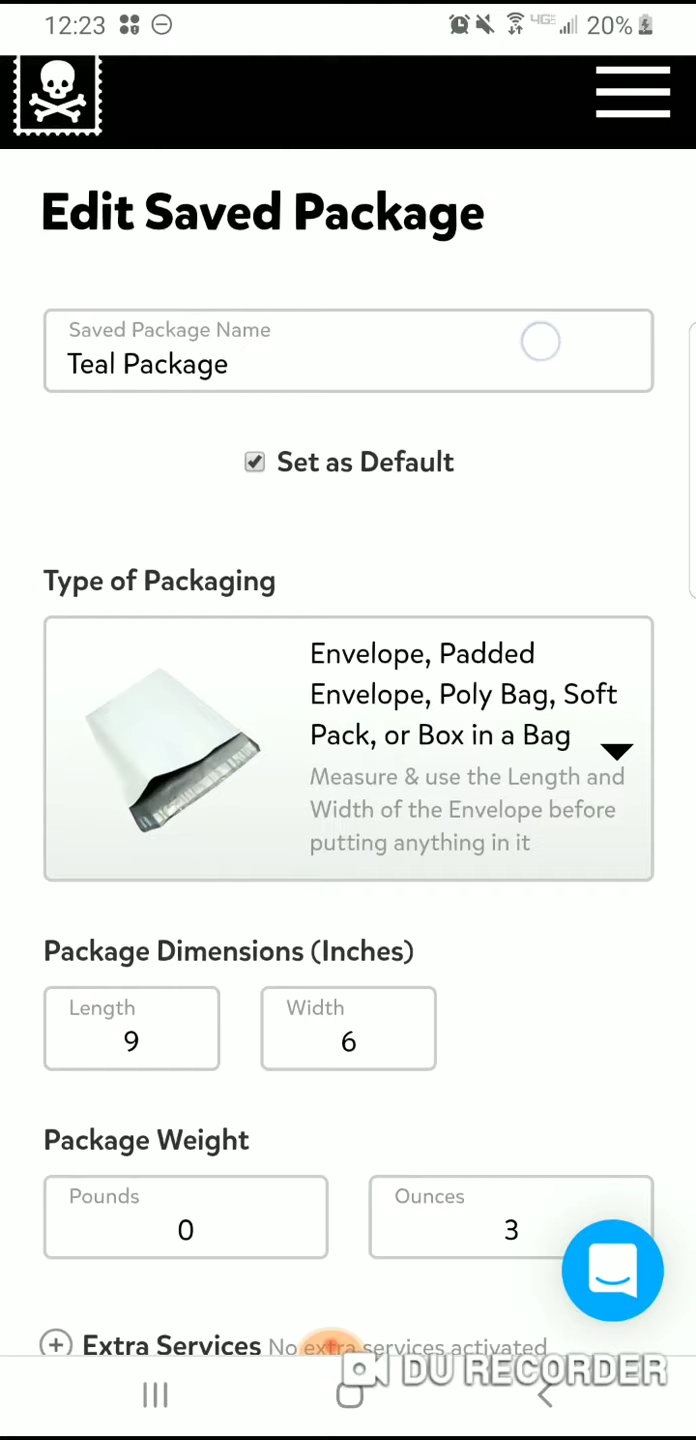 12:23 4GE 20%
Edit Saved Package
Saved Package Name
Teal Package
Set as Default
Type of Packaging
Envelope, Padded
Envelope, Poly Bag, Soft
Pack, or Box in a Bag
Measure & use the Length and
Width of the Envelope before
putting anything in it
Package Dimensions (Inches)
Length Width
9 6
Package Weight
Pounds Ounces
0 3
Extra Services No extra services activated
DU RECORDER